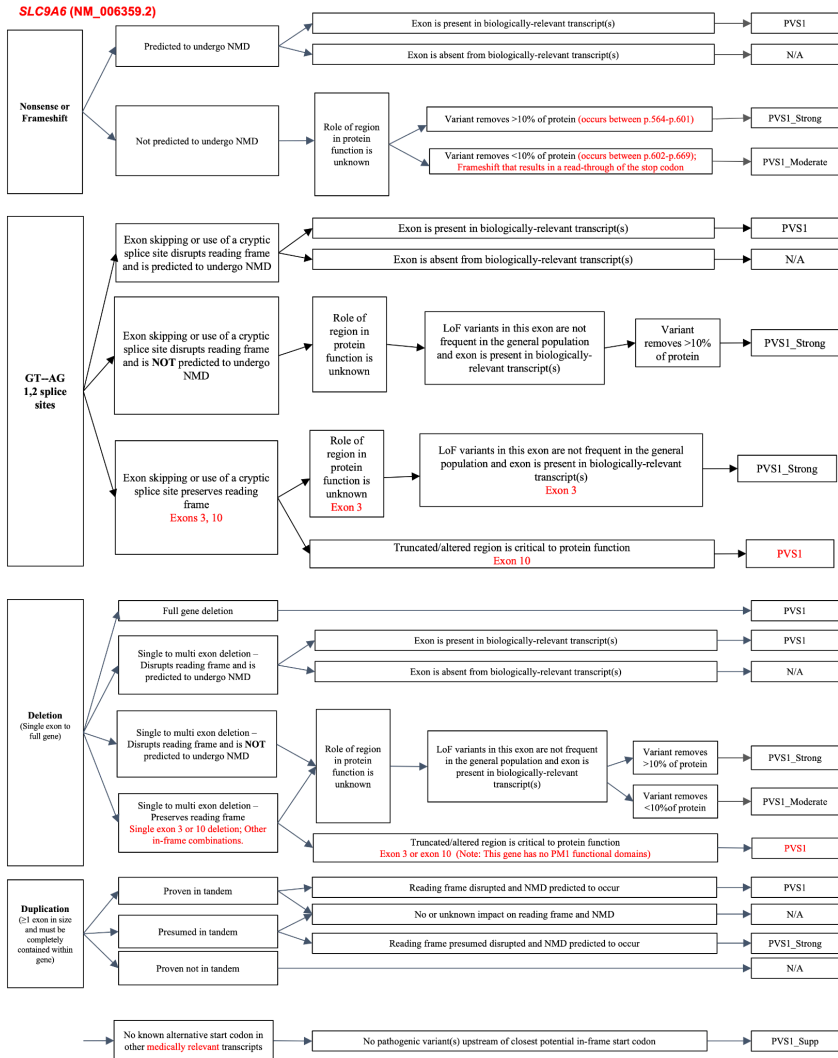 SLC9A6 (NM_006359.2)
Nonsense or
Frameshift
Predicted to undergo NMD
Exon is present in biologically-relevant transcript(s)
PVS1
Exon is absent from biologically-relevant transcript(s)
N/A
Not predicted to undergo NMD
Role of region
in protein
function is
unknown
Variant removes >10% of protein (occurs between p.564-p.601)
PVS1_Strong
Variant removes <10% of protein (occurs between p.602-p.669);
Frameshift that results in a read-through of the stop codon
PVS1_Moderate
GT--AG
1,2 splice
sites
Exon skipping or use of a cryptic
splice site disrupts reading frame
and is predicted to undergo NMD
Exon is present in biologically-relevant transcript(s)
PVS1
Exon is absent from biologically-relevant transcript(s)
N/A
Exon skipping or use of a cryptic
splice site disrupts reading frame
and is NOT predicted to undergo
NMD
Role of
region in
protein
function is
unknown
LoF variants in this exon are not
frequent in the general population
and exon is present in biologically-
relevant transcript(s)
Variant
removes >10%
of protein
PVS1_Strong
Exon skipping or use of a cryptic
splice site preserves reading
frame
Exons 3, 10
Role of
region in
protein
function is
unknown
Exon 3
LoF variants in this exon are not frequent in the general
population and exon is present in biologically-relevant
transcript(s)
Exon 3
PVS1_Strong
Truncated/altered region is critical to protein function
Exon 10
PVS1
Deletion
(Single exon to
full gene)
Full gene deletion
PVS1
Single to multi exon deletion –
Disrupts reading frame and is
predicted to undergo NMD
Exon is present in biologically-relevant transcript(s)
PVS1
Exon is absent from biologically-relevant transcript(s)
N/A
Single to multi exon deletion –
Disrupts reading frame and is NOT
predicted to undergo NMD
Role of region
in protein
function is
unknown
LoF variants in this exon are not frequent
in the general population and exon is
present in biologically-relevant
transcript(s)
Variant removes
>10% of protein
PVS1_Strong
Variant removes
<10%of protein
PVS1_Moderate
Single to multi exon deletion –
Preserves reading frame
Single exon 3 or 10 deletion; Other
in-frame combinations.
Truncated/altered region is critical to protein function
Exon 3 or exon 10 (Note: This gene has no PM1 functional domains)
PVS1
Duplication
(≥1 exon in size
and must be
completely
contained within
gene)
Proven in tandem
Reading frame disrupted and NMD predicted to occur
PVS1
No or unknown impact on reading frame and NMD
N/A
Presumed in tandem
Reading frame presumed disrupted and NMD predicted to occur
PVS1_Strong
Proven not in tandem
N/A
No known alternative start codon in
other medically relevant transcripts
No pathogenic variant(s) upstream of closest potential in-frame start codon
PVS1_Supp